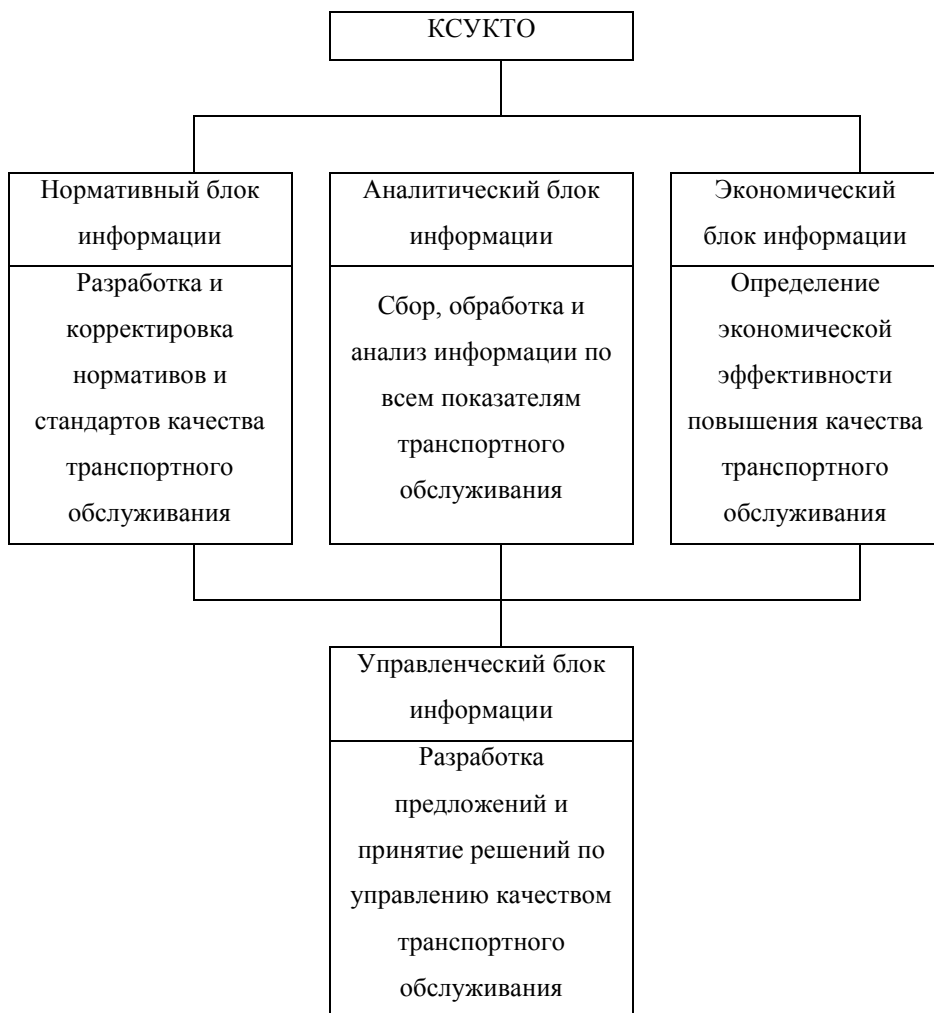 КСУКТО
Нормативный блок
информации
Разработка и
корректировка
нормативов и
стандартов качества
транспортного
обслуживания
Аналитический блок
информации
Сбор, обработка и
анализ информации по
всем показателям
транспортного
обслуживания
Экономический
блок информации
Определение
экономической
эффективности
повышения качества
транспортного
обслуживания
Управленческий блок
информации
Разработка
предложений и
принятие решений по
управлению качеством
транспортного
обслуживания